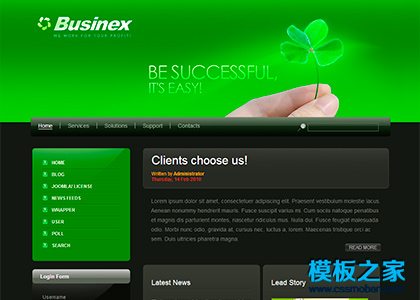 Businex
WE WORK FOR YOUR PROFIT!
BE SUCCESSFUL,
IT'S EASY!
Home
Services
Solutions
Support
Contacts
HOME
BLOG
JOOMLA! LICENSE
NEWS FEEDS
WRAPPER
USER
POLL
SEARCH
Login Form
Username
Clients choose us!
Written by Administrator
Thursday, 14 Feb 2010
Lorem ipsum dolor sit amet, consectetuer adipiscing elit. Praesent vestibulum molestie lacus.
Aenean nonummy hendrerit mauris. Fusce suscipit varius mi. Cum sociis natoque penatibus
et magnis dis parturient montes, nascetur ridiculus mus. Nulla dui. Fusce feugiat malesuada
odio. Morbi nunc odio, gravida at, cursus nec, luctus a, lorem. Maecenas tristique orci ac
sem. Duis ultricies pharetra magna.
READ MORE
Latest News
Lead Story
模板之家
www.cssmoban.com